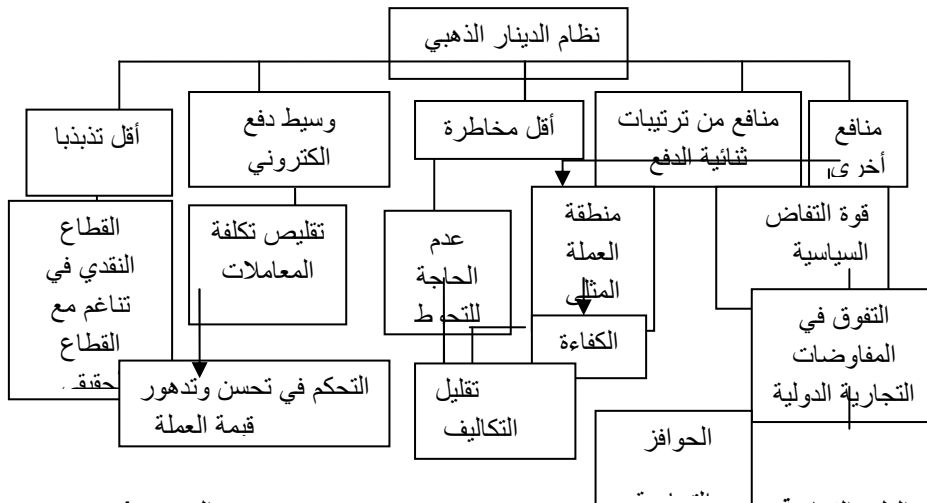 نظام الدينار الذهبي
منافع
أخرى
منافع من ترتيبات
ثنائية الدفع
أقل مخاطرة
وسيط دفع
الكتروني
أقل تذبذبا
قوة التفاض
السياسية
منطقة
العملة
المثلى
عدم
الحاجة
للتحوط
تقليص تكلفة
المعاملات
القطاع
النقدي في
تناغم مع
القطاع
التفوق في
المفاوضات
التجارية الدولية
الكفاءة
تقليل
التكاليف
التحكم في تحسن وتدهور
قيمة العملة
الحوافز